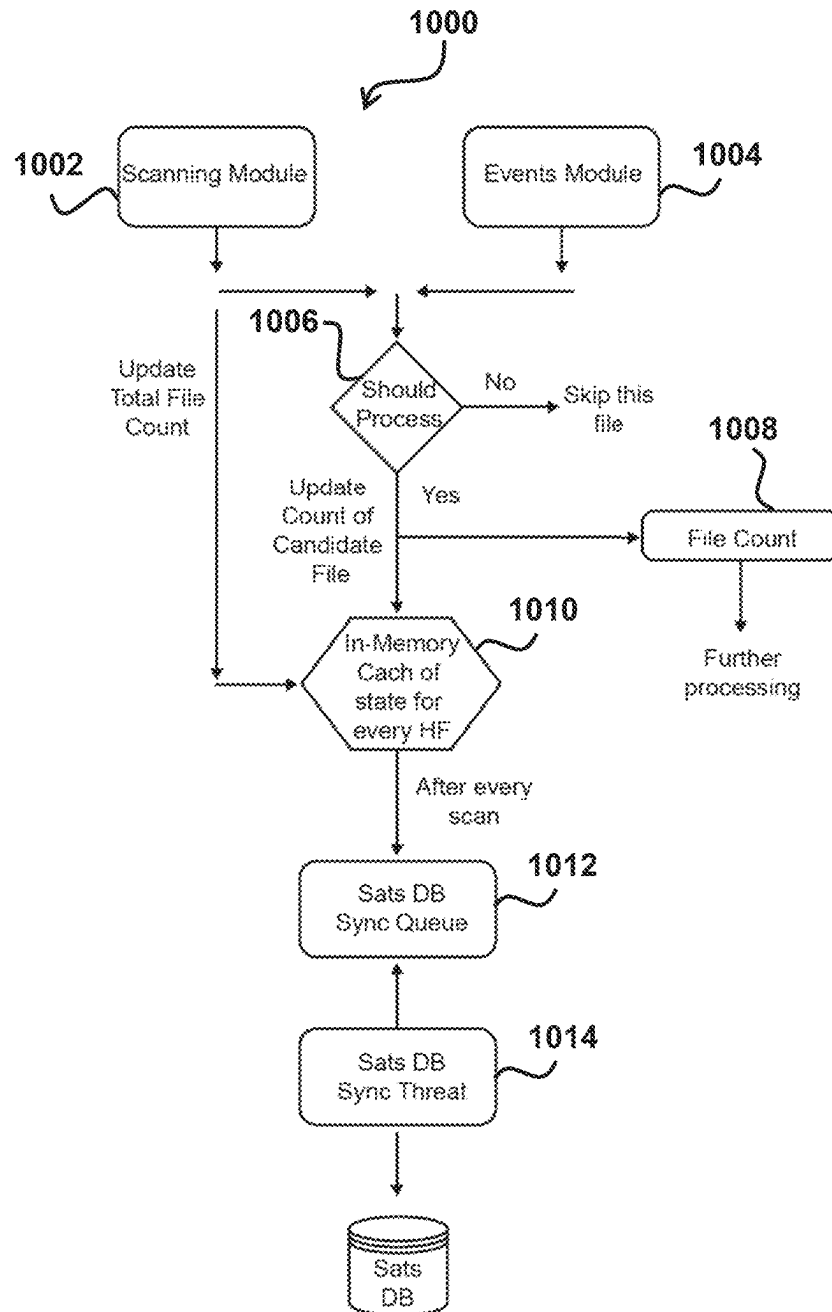 1000
1002
Scanning Module
Events Module
1004
1006
Update
Total File
Count
Should
Process
No
Skip this
file
1008
Update
Count of
Candidate
File
Yes
File Count
1010
In-Memory
Cach of
state for
every HF
Further
processing
After every
scan
1012
Sats DB
Sync Queue
1014
Sats DB
Sync Threat
Sats
DB